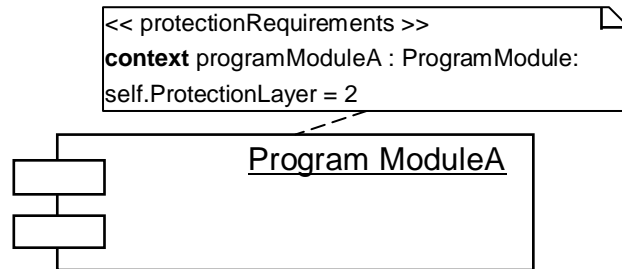 << protectionRequirements >>
context programModuleA : ProgramModule:
self.ProtectionLayer = 2
Program ModuleA